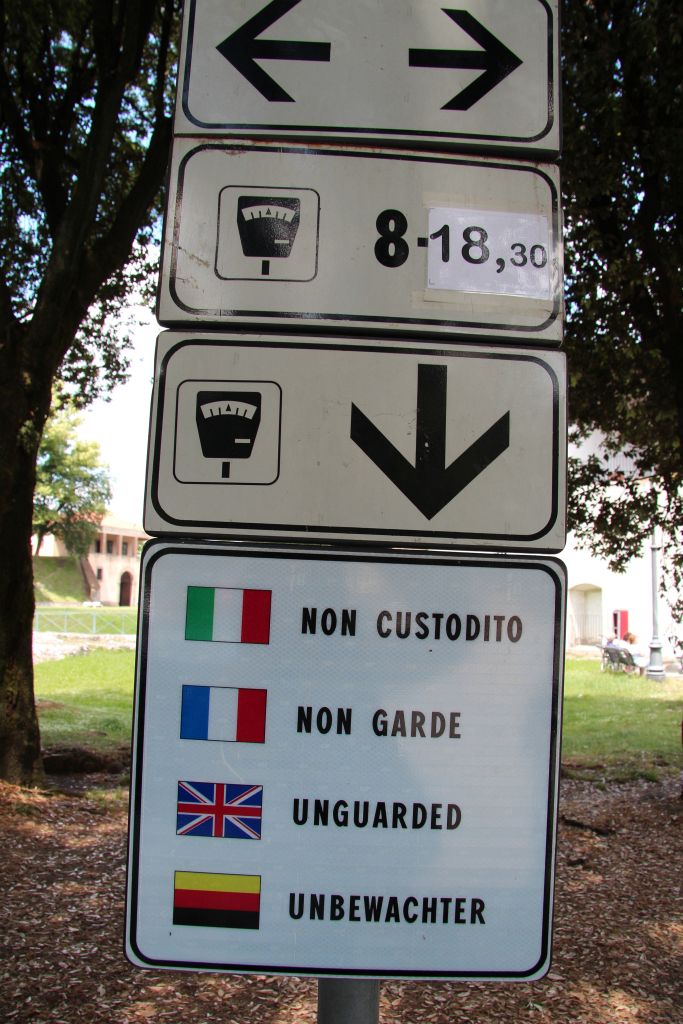 8-18,30
NON CUSTODITO
NON GARDE
UNGUARDED
UNBEWACHTER